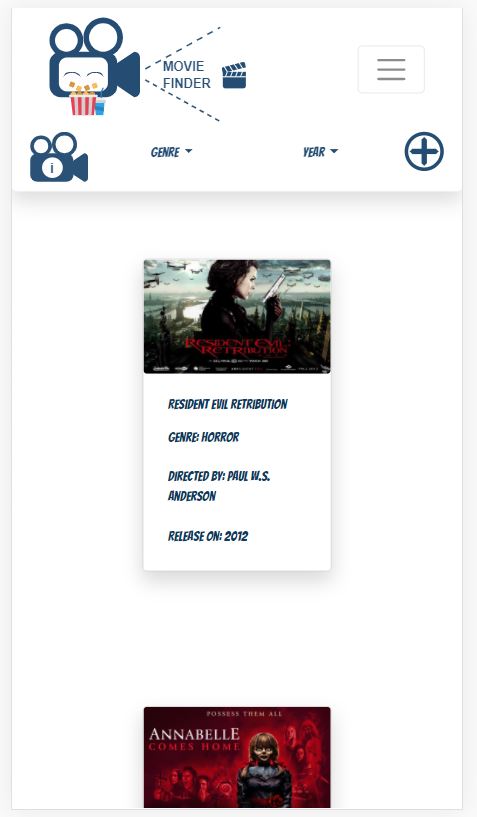 MOVIE
FINDER
i
GENRE
YEAR
RESIDENT EVIL:
RETRIBUTION
RESIDENT EVIL RETRIBUTION
GENRE: HORROR
DIRECTED BY: PAUL W.S.
ANDERSON
RELEASE ON: 2012
POSSESS THEM ALL
ANNABELLE
COMES HOME